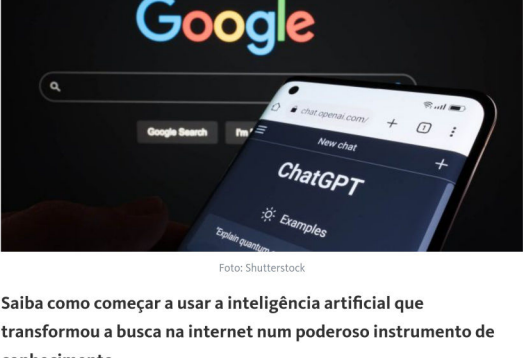 Google
Google Search
I'm
chat.openai.com/
New chat
ChatGPT
Examples
"Explain quantum
Foto: Shutterstock
Saiba como começar a usar a inteligência artificial que
transformou a busca na internet num poderoso instrumento de
conhecimento